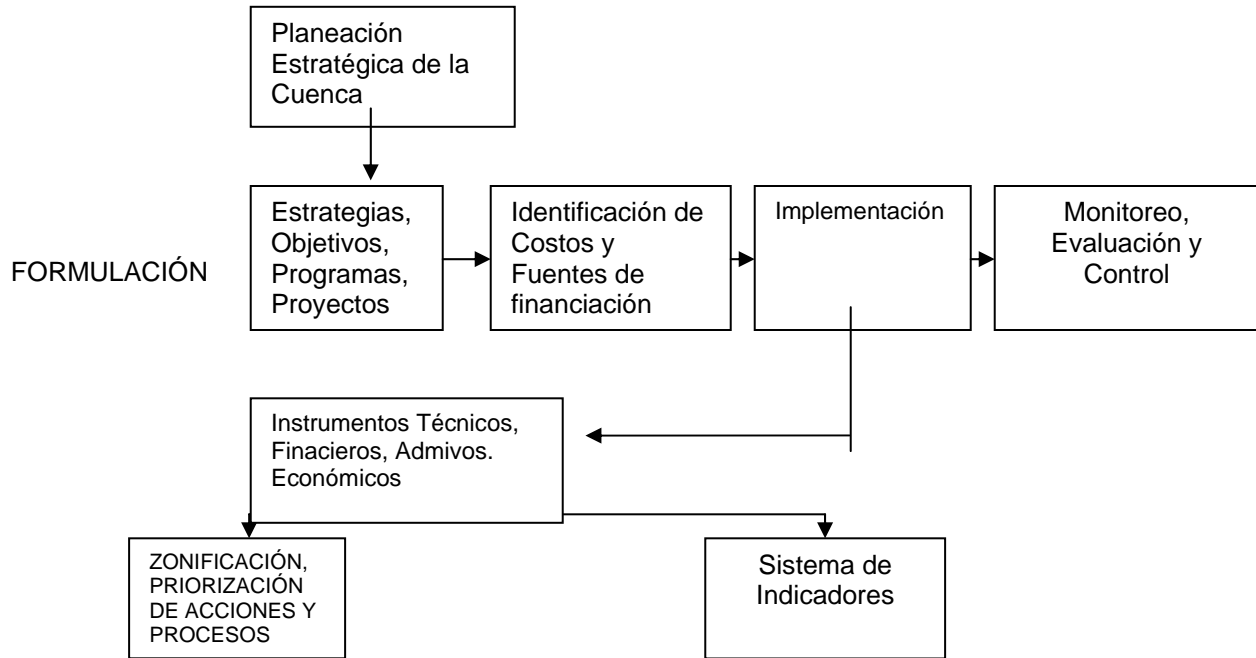 Planeación
Estratégica de la
Cuenca
FORMULACIÓN
Estrategias,
Objetivos,
Programas,
Proyectos
Identificación de
Costos y
Fuentes de
financiación
Implementación
Monitoreo,
Evaluación y
Control
Instrumentos Técnicos,
Finacieros, Admivos.
Económicos
ZONIFICACIÓN,
PRIORIZACIÓN
DE ACCIONES Y
PROCESOS
Sistema de
Indicadores